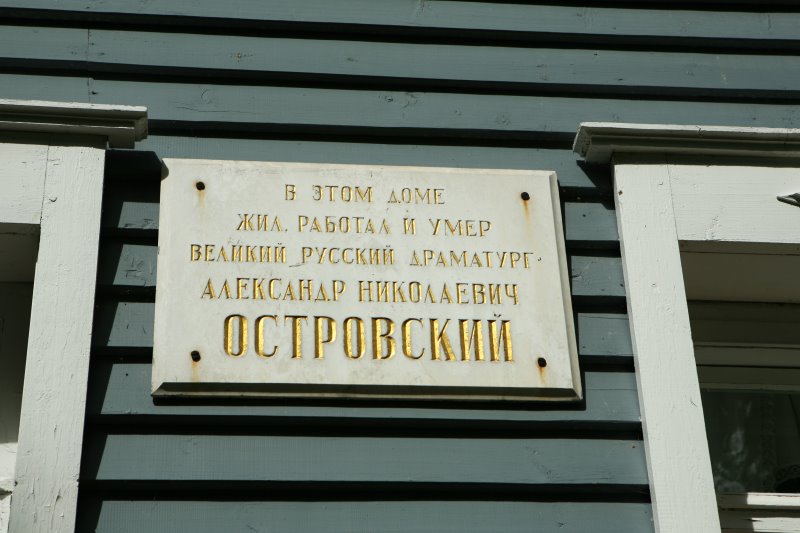 В ЭТОМ ДОМЕ
ЖИЛ, РАБОТАЛ И УМЕР
ВЕЛИКИЙ РУССКИЙ ДРАМАТУРГ
АЛЕКСАНДР НИКОЛАЕВИЧ
ОСТРОВСКИЙ